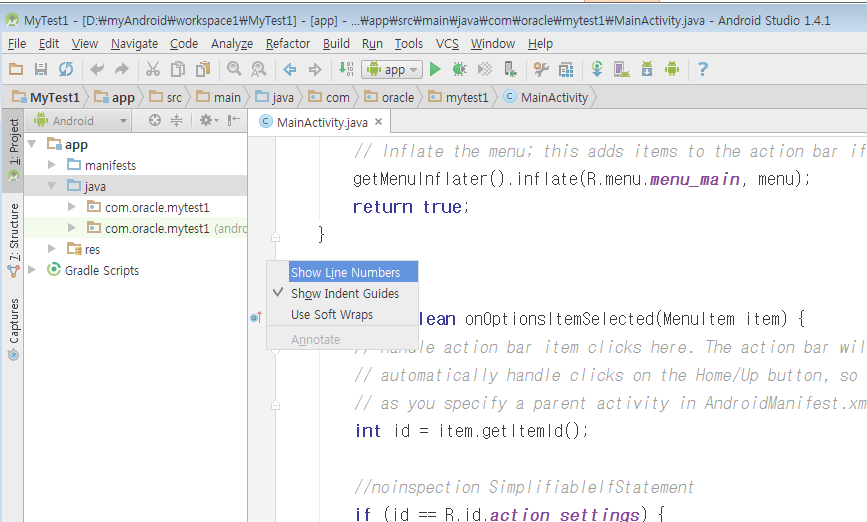 MyTest1 - [D:₩myAndroid₩workspace1₩MyTest1] - [app] - ...₩app₩src₩main₩java₩com₩oracle₩mytest1₩MainActivity.java - Android Studio 1.4.1
File Edit View Navigate Code Analyze Refactor Build Run Tools VCS Window Help
app
MyTest1 app src main java com oracle mytest1 MainActivity
1: Project
7: Structure
Captures
Android
app
manifests
java
com.oracle.mytest1
com.oracle.mytest1 (andro
res
Gradle Scripts
MainActivity.java
// Inflate the menu; this adds items to the action bar if
getMenuInflater().inflate(R.menu.menu_main, menu);
return true;
}
Show Line Numbers
Show Indent Guides
Use Soft Wraps
Annotate
lean onOptionsItemSelected(MenuItem item) {
// Handle action bar item clicks here. The action bar wil
// automatically handle clicks on the Home/Up button, so
// as you specify a parent activity in AndroidManifest.xm
int id = item.getItemId();
//noinspection SimplifiableIfStatement
if (id == R.id.action_settings) {